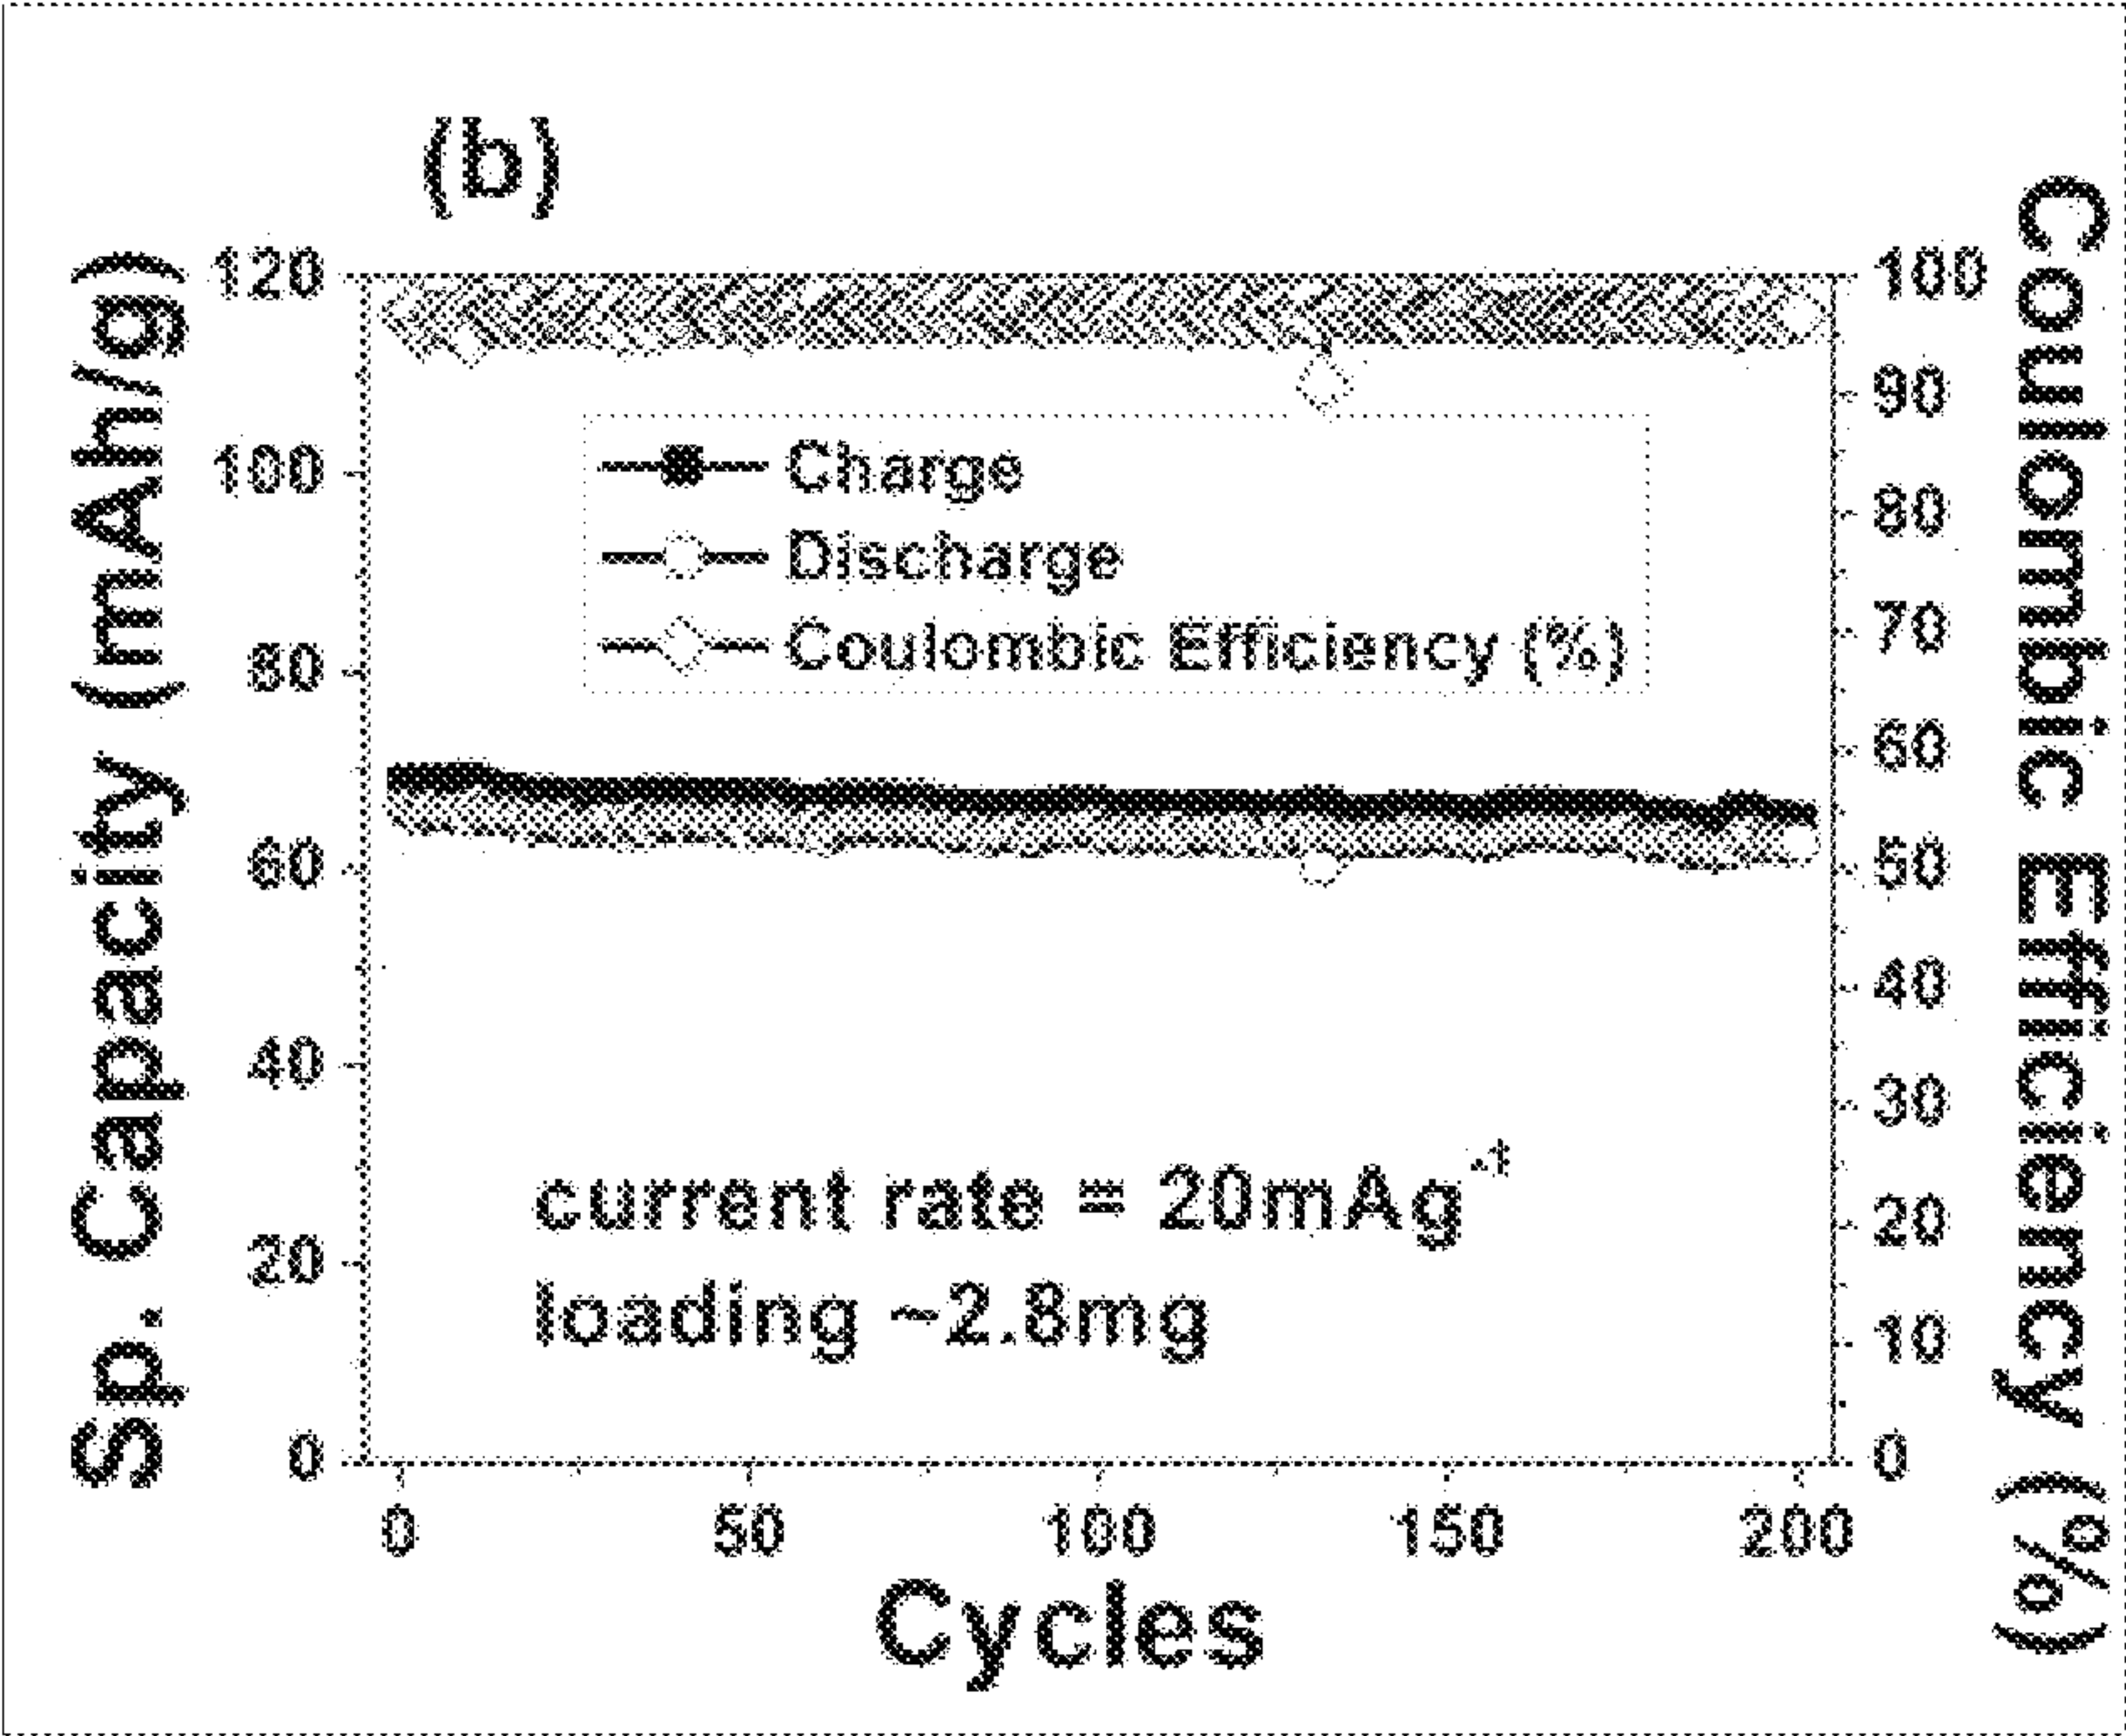 (b)
Sp. Capacity (mAh/g)
120
100
80
60
40
20
0
Charge
Discharge
Coulombic Efficiency (%)
current rate = 20mAg⁻¹
loading ~2.8mg
100
90
80
70
60
50
40
30
20
10
0
Coulombic Efficiency (%)
0 50 100 150 200
Cycles